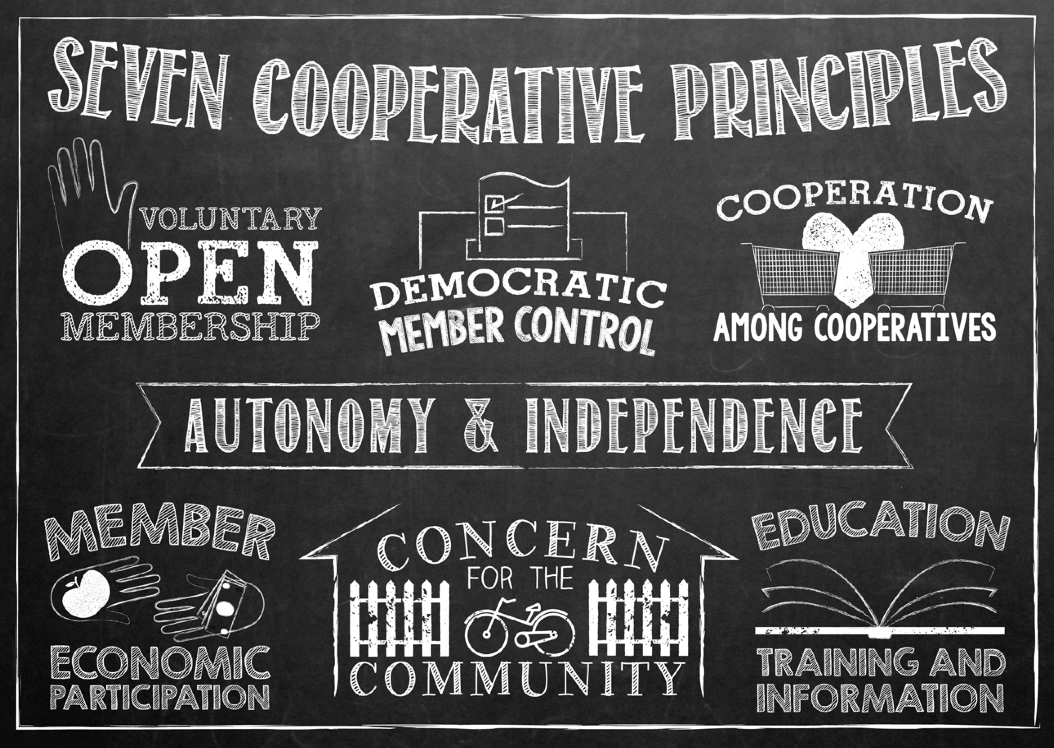 SEVEN COOPERATIVE PRINCIPLES
VOLUNTARY
OPEN
MEMBERSHIP
DEMOCRATIC
MEMBER CONTROL
COOPERATION
AMONG COOPERATIVES
AUTONOMY & INDEPENDENCE
MEMBER
ECONOMIC
PARTICIPATION
CONCERN
FOR THE
COMMUNITY
EDUCATION
TRAINING AND
INFORMATION